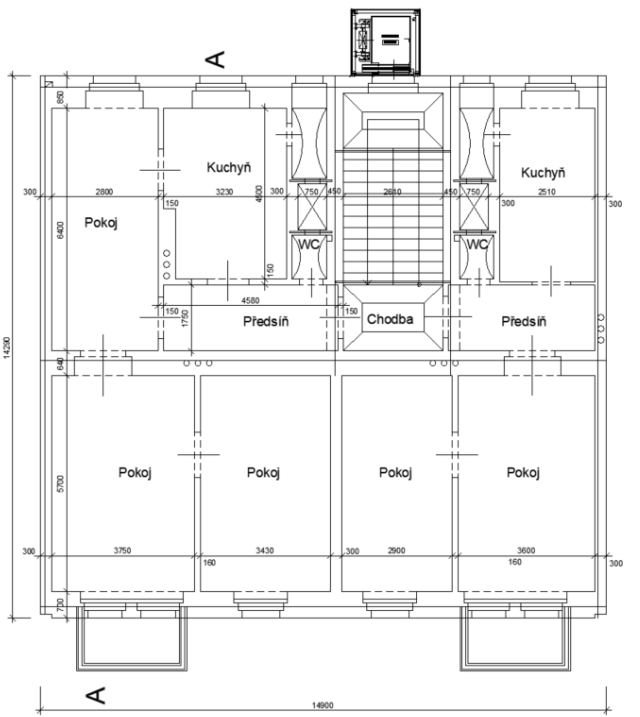 A
850
Kuchyň
Kuchyň
300
2800
3230
300
750
450
2610
450
750
300
2510
300
150
4600
Pokoj
6400
WC
WC
150
4580
150
1750
Předsíň
150
Chodba
Předsíň
14290
640
Pokoj
Pokoj
Pokoj
Pokoj
5700
300
3750
160
3430
300
2900
3600
160
300
700
A
14900